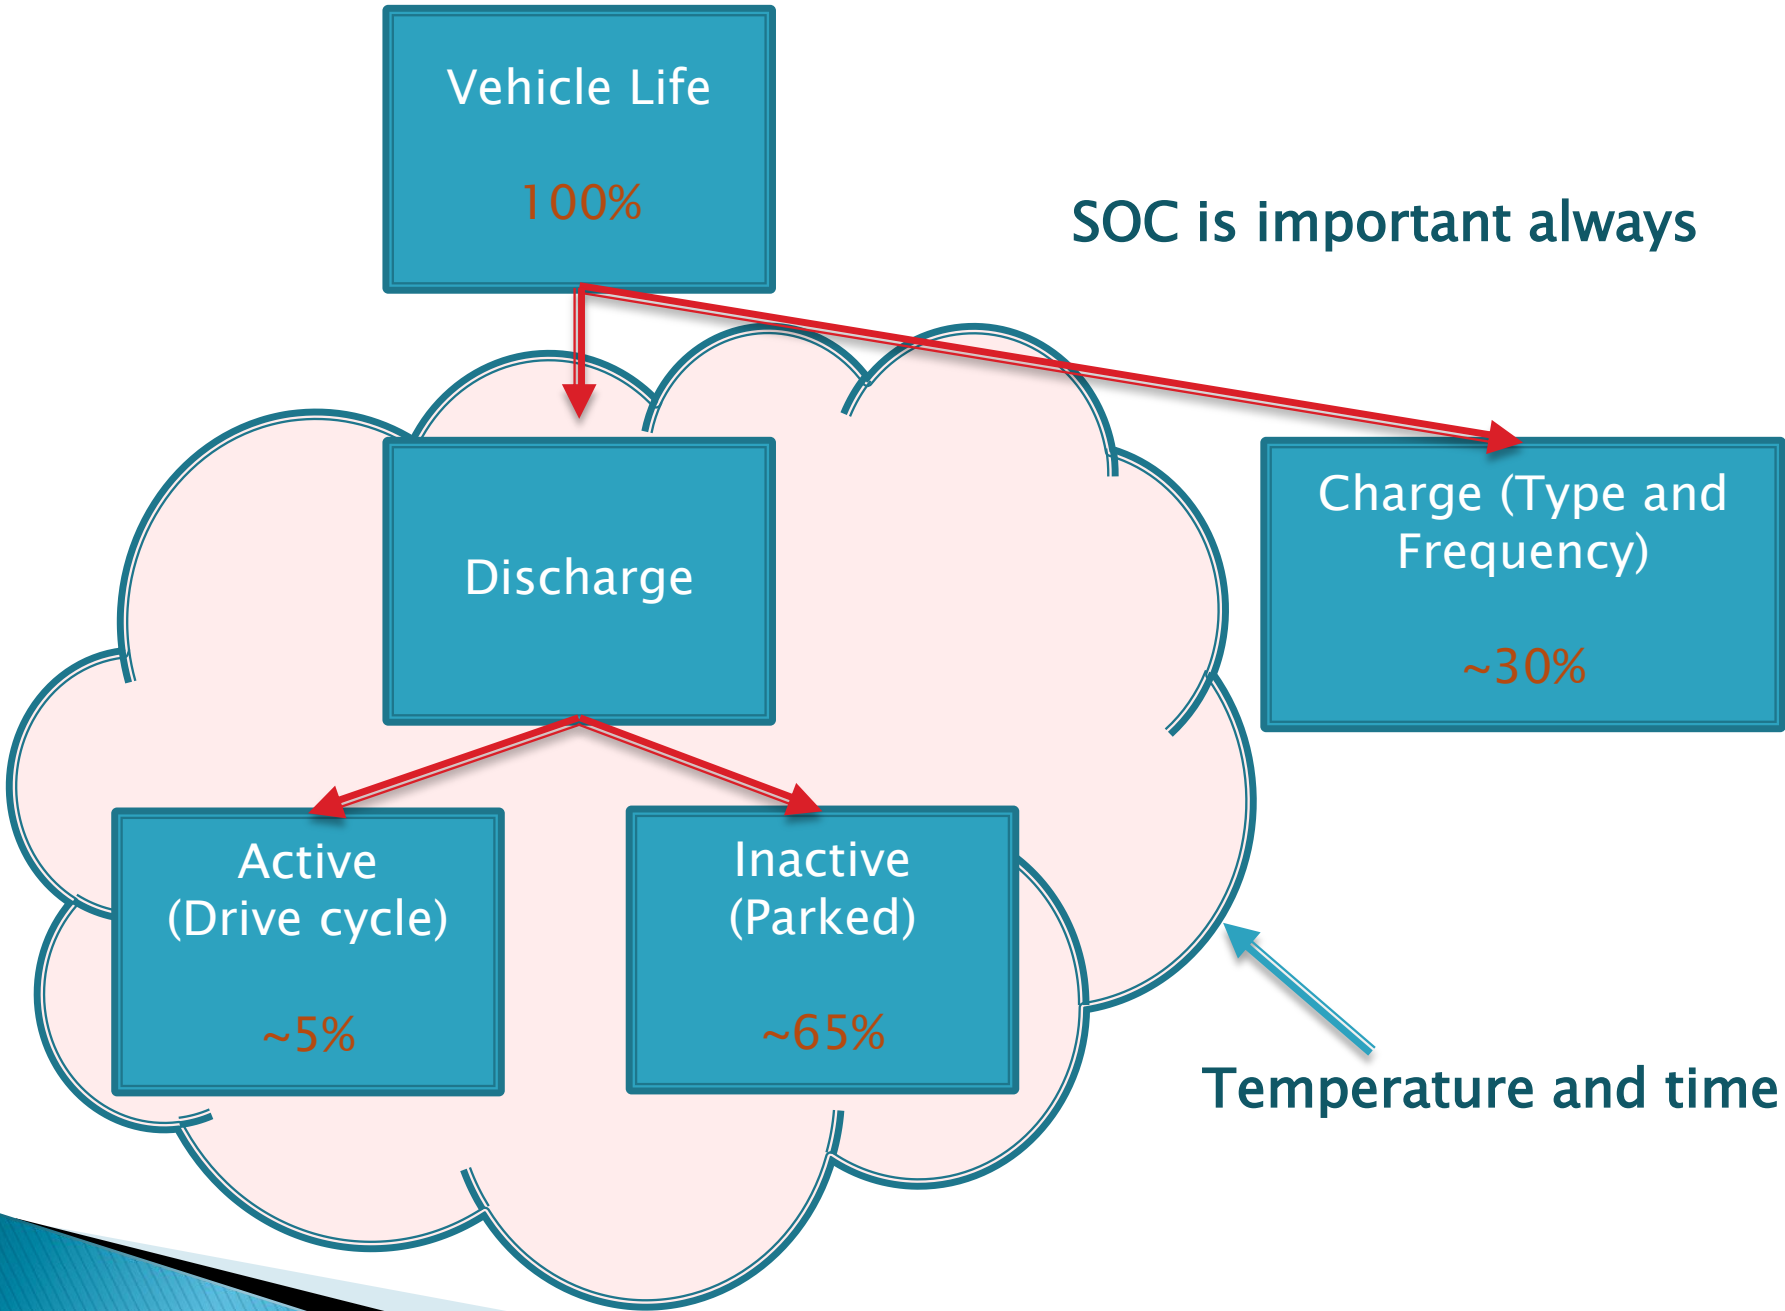 Vehicle Life
100%
SOC is important always
Discharge
Charge (Type and
Frequency)
~30%
Active
(Drive cycle)
~5%
Inactive
(Parked)
~65%
Temperature and time